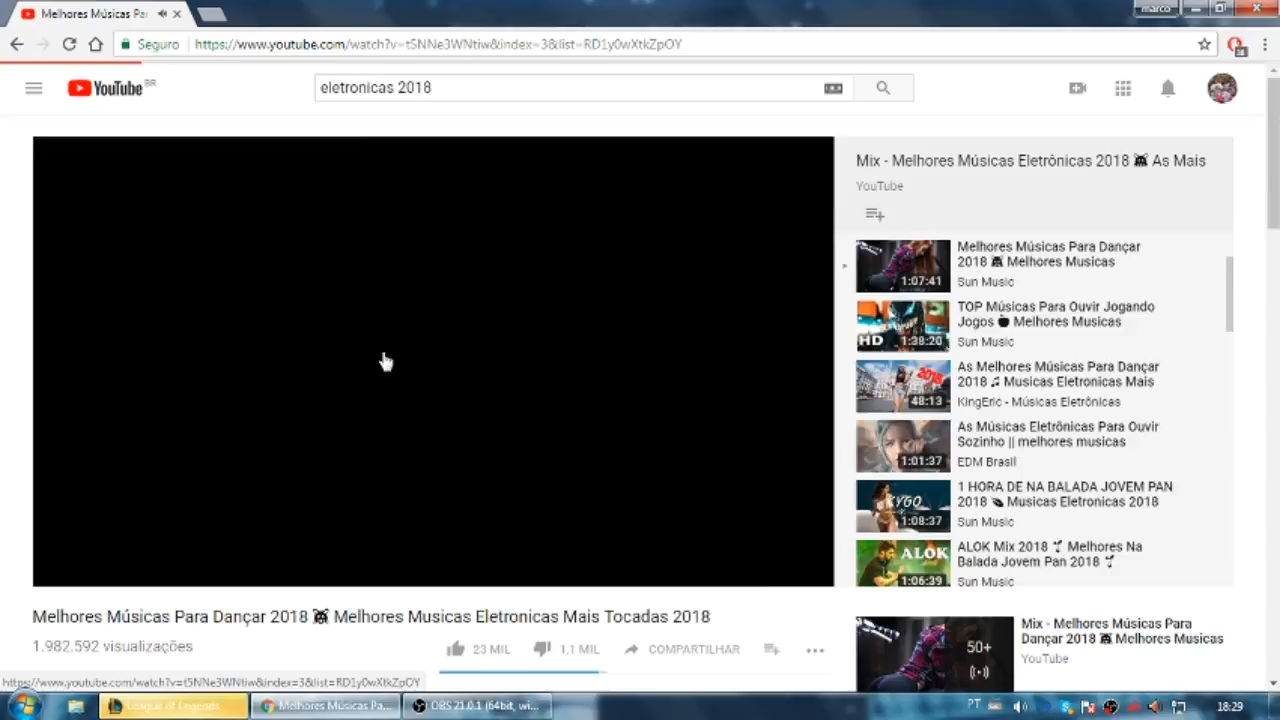 Melhores Músicas Pa
marco
Seguro
https://www.youtube.com/watch?v=tSNNe3WNtiw&index=3&list=RD1y0wXtkZpOY
YouTube BR
eletronicas 2018
Mix - Melhores Músicas Eletrônicas 2018 👾 As Mais
YouTube
Melhores Músicas Para Dançar
2018 👾 Melhores Musicas
1:07:41
Sun Music
TOP Músicas Para Ouvir Jogando
Jogos 🍎 Melhores Musicas
HD
1:38:20
Sun Music
As Melhores Músicas Para Dançar
2018 ♫ Musicas Eletronicas Mais
2018
48:13
KingEric - Músicas Eletrônicas
As Músicas Eletrônicas Para Ouvir
Sozinho || melhores musicas
1:01:37
EDM Brasil
1 HORA DE NA BALADA JOVEM PAN
2018 Musicas Eletronicas 2018
KYGO
1:08:37
Sun Music
ALOK Mix 2018 Melhores Na
Balada Jovem Pan 2018
ALOK
1:06:39
Sun Music
Melhores Músicas Para Dançar 2018 👾 Melhores Musicas Eletronicas Mais Tocadas 2018
1.982.592 visualizações
23 MIL
1,1 MIL
COMPARTILHAR
50+
Mix - Melhores Músicas Para
Dançar 2018 👾 Melhores Musicas
YouTube
https://www.youtube.com/watch?v=tSNNe3WNtiw&index=3&list=RD1y0wXtkZpOY
League of Legends
Melhores Músicas Pa...
OBS 21.0.1 (64bit, wi...
PT
18:29